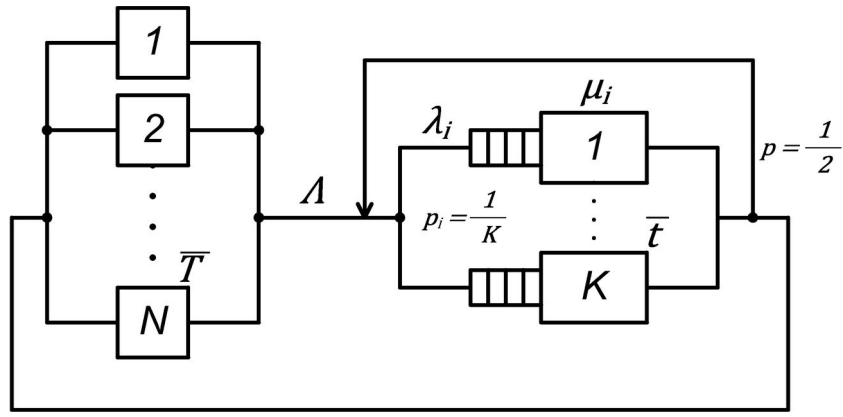 1
2
N
T̅
Λ
λᵢ
pᵢ = 1/K
μᵢ
1
K
t̅
p = 1/2